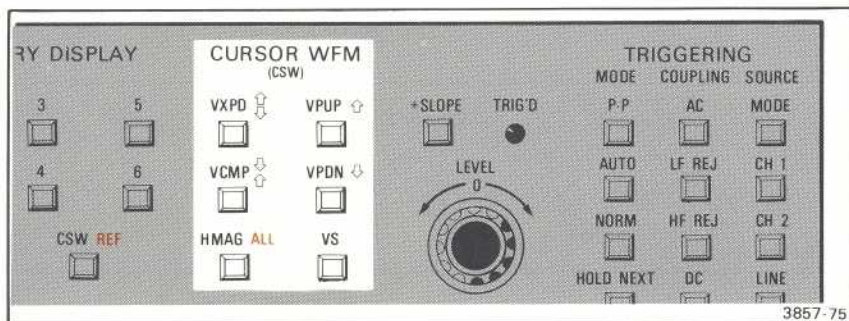 RY DISPLAY
CURSOR WFM
(CSW)
TRIGGERING
MODE COUPLING SOURCE
3 5
VXPD VPUP
+SLOPE TRIG'D
P-P AC MODE
4 6
VCMP VPDN
LEVEL
0
AUTO LF REJ CH 1
CSW REF
HMAG ALL VS
NORM HF REJ CH 2
HOLD NEXT DC LINE
3857-75